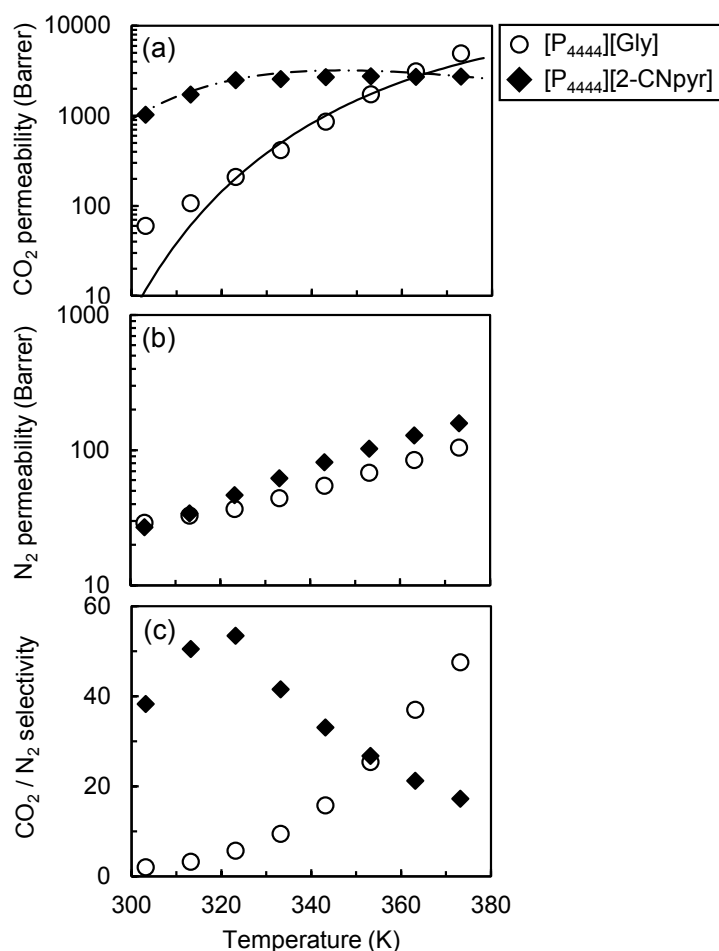 [P₄₄₄₄][Gly]
[P₄₄₄₄][2-CNpyr]
(a)
CO₂ permeability (Barrer)
10000
1000
100
10
(b)
N₂ permeability (Barrer)
1000
100
10
(c)
CO₂ / N₂ selectivity
60
40
20
0
300 320 340 360 380
Temperature (K)